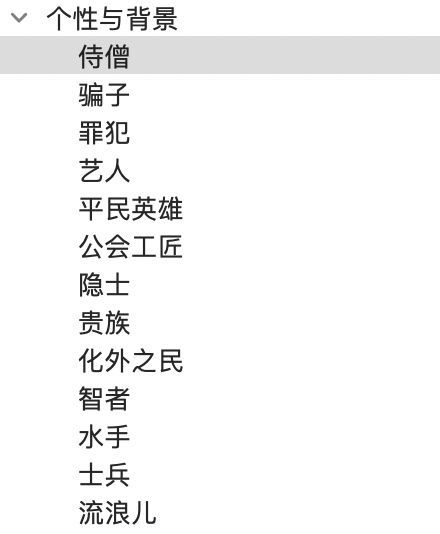 个性与背景
侍僧
骗子
罪犯
艺人
平民英雄
公会工匠
隐士
贵族
化外之民
智者
水手
士兵
流浪儿